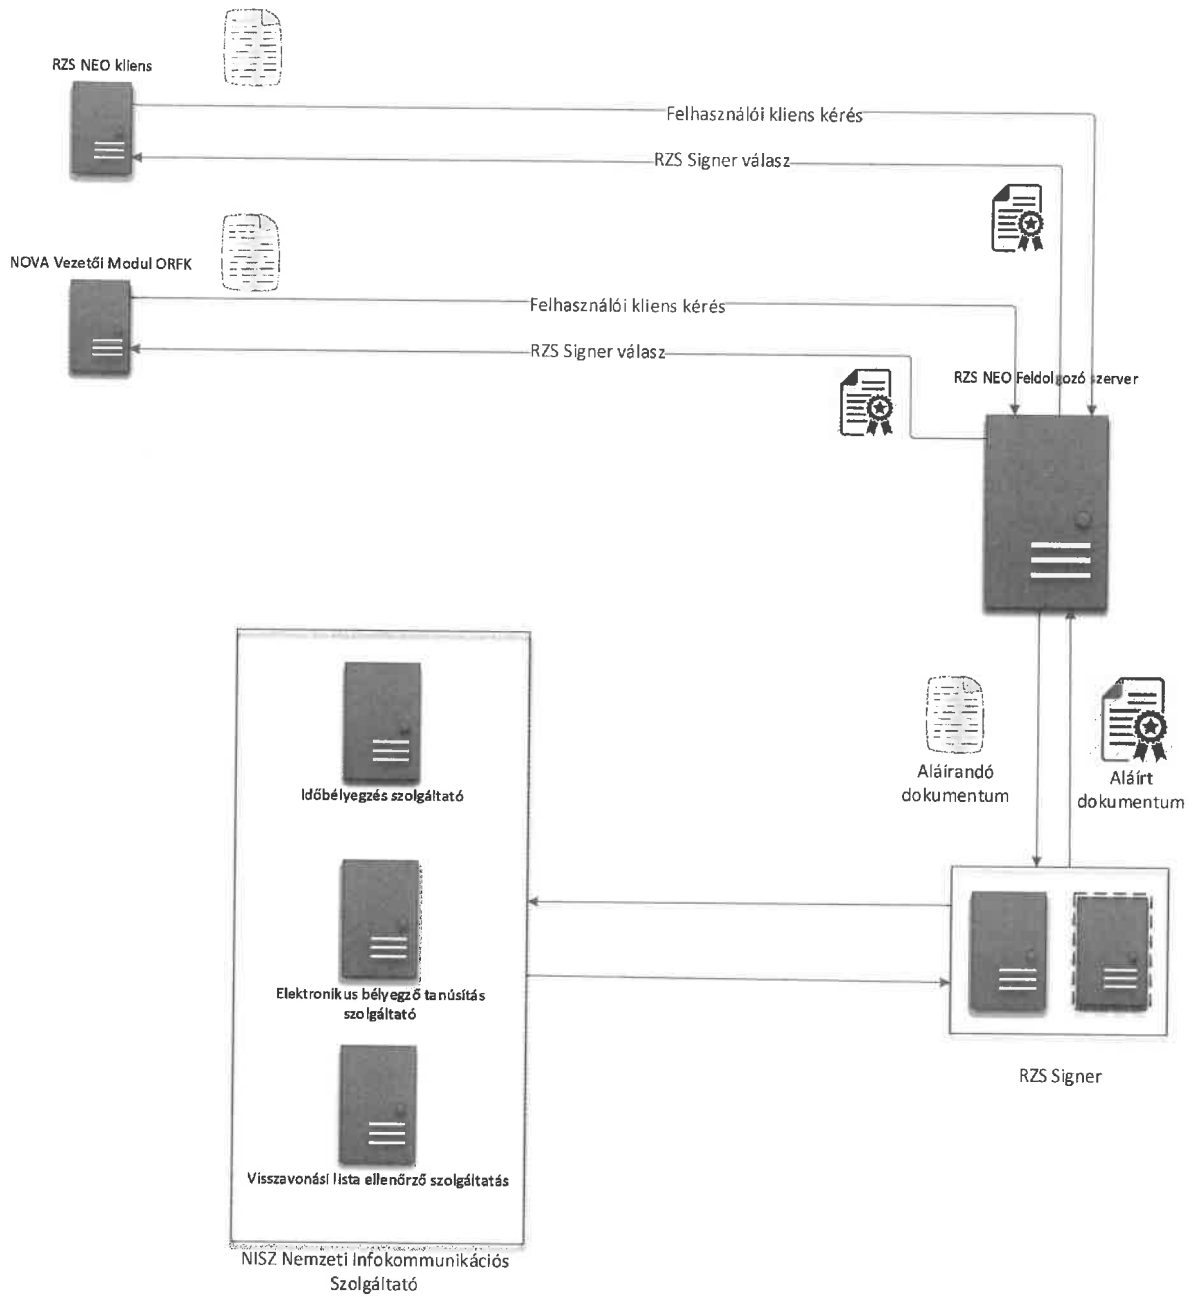 RZS NEO kliens
Felhasználói kliens kérés
RZS Signer válasz
NOVA Vezetői Modul ORFK
Felhasználói kliens kérés
RZS Signer válasz
RZS NEO Feldolgozó szerver
Aláírandó
dokumentum
Aláírt
dokumentum
Időbélyegzés szolgáltató
Elektronikus bélyegző tanúsítás
szolgáltató
RZS Signer
Visszavonási lista ellenőrző szolgáltatás
NISZ Nemzeti Infokommunikációs
Szolgáltató